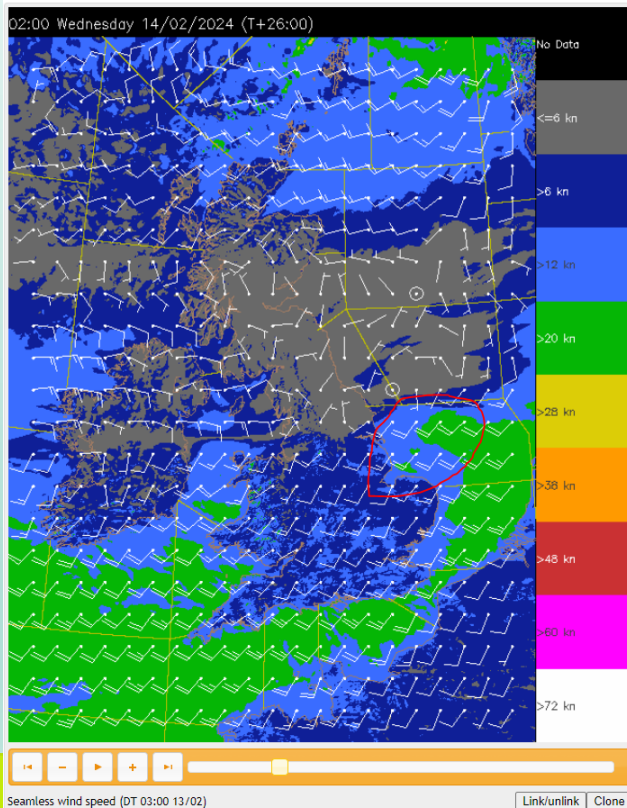 02:00 Wednesday 14/02/2024 (T+26:00)
No Data
<=6 kn
>6 kn
>12 kn
>20 kn
>28 kn
>38 kn
>48 kn
>60 kn
>72 kn
Seamless wind speed (DT 03:00 13/02)
Link/unlink
Clone